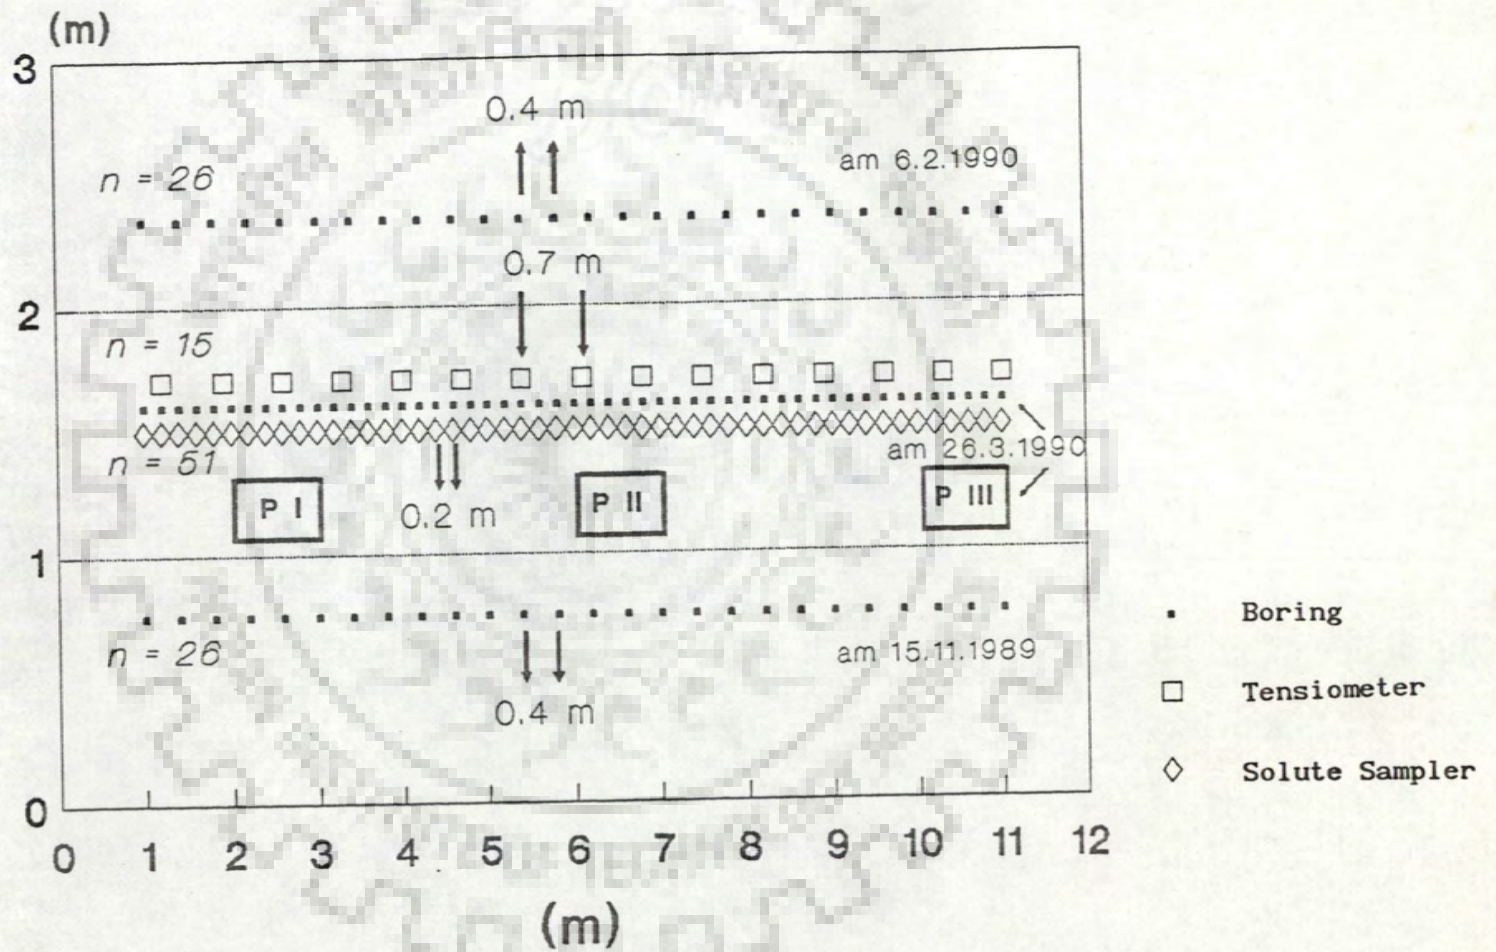 (m)
3
0.4 m
n = 26
am 6.2.1990
0.7 m
2
n = 15
n = 51
am 26.3.1990
P I
P II
P III
0.2 m
1
n = 26
am 15.11.1989
0.4 m
Boring
Tensiometer
Solute Sampler
0
0 1 2 3 4 5 6 7 8 9 10 11 12
(m)